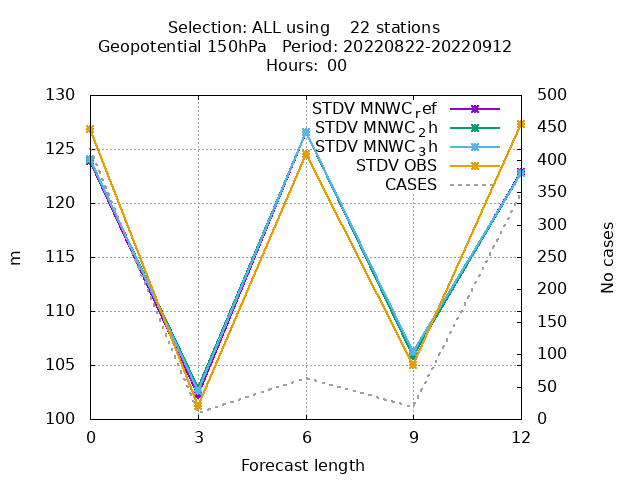 Selection: ALL using 22 stations
Geopotential 150hPa Period: 20220822-20220912
Hours: 00
130 500
STDV MNWC_ref
STDV MNWC_2h
STDV MNWC_3h
STDV OBS
CASES
125
120
115
110
105
100
450
400
350
300
250
200
150
100
50
0
m
No cases
0 3 6 9 12
Forecast length